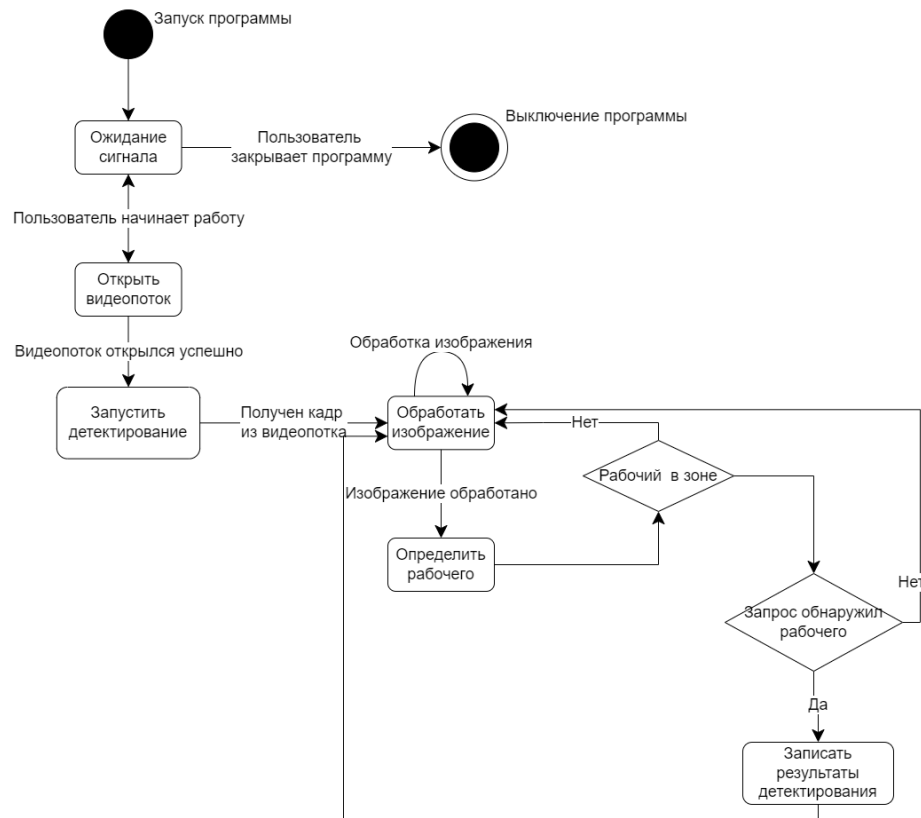 Запуск программы
Ожидание
сигнала
Пользователь
закрывает программу
Выключение программы
Пользователь начинает работу
Открыть
видеопоток
Видеопоток открылся успешно
Запустить
детектирование
Получен кадр
из видеопотка
Обработка изображения
Обработать
изображение
Нет
Рабочий в зоне
Изображение обработано
Определить
рабочего
Запрос обнаружил
рабочего
Нет
Да
Записать
результаты
детектирования